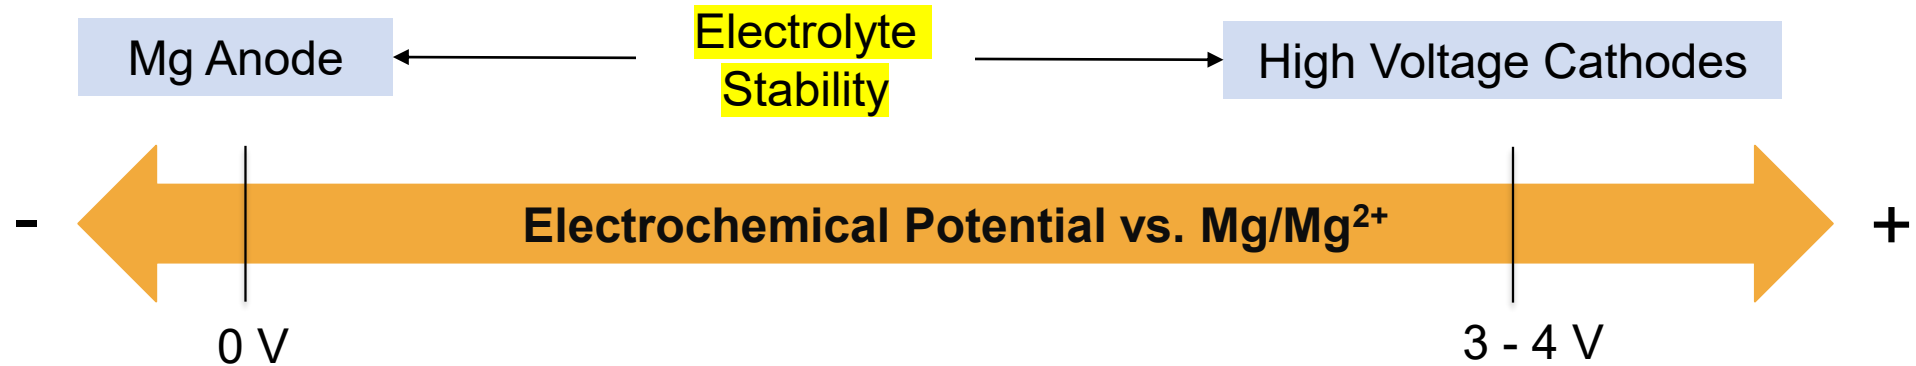 Mg Anode
Electrolyte
Stability
High Voltage Cathodes
-
Electrochemical Potential vs. Mg/Mg²⁺
+
0 V
3 - 4 V